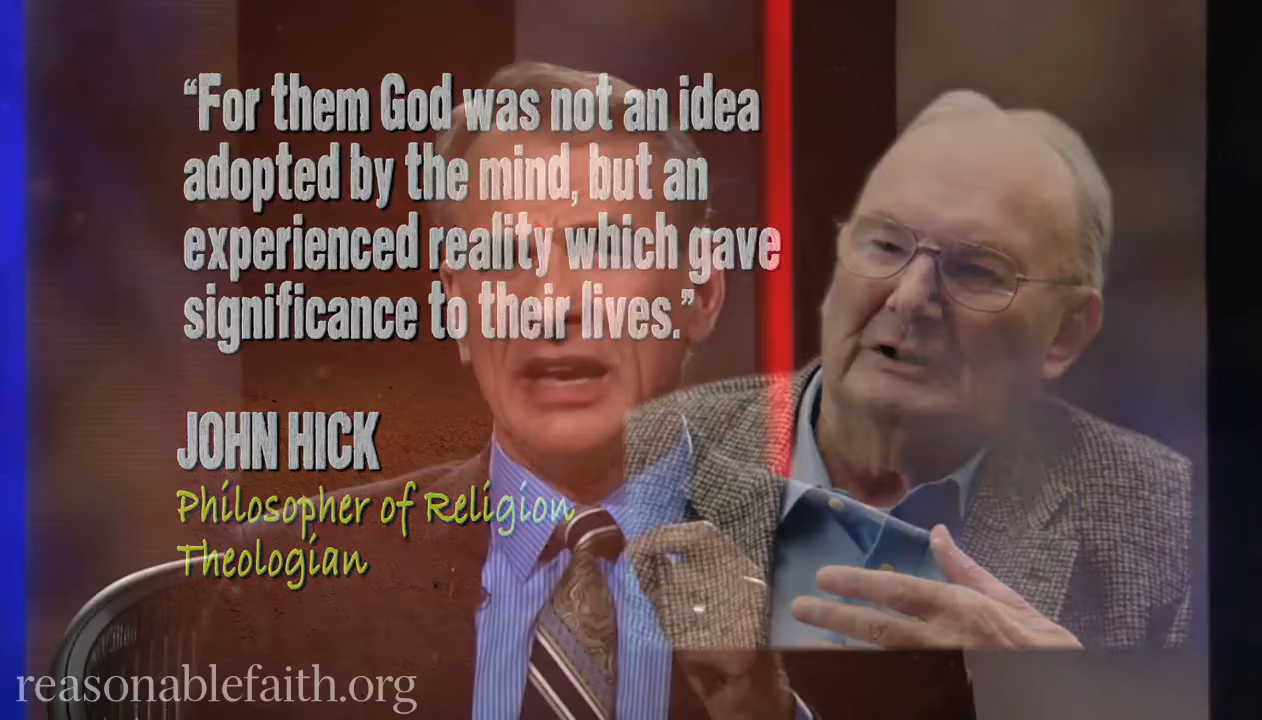 “For them God was not an idea
adopted by the mind, but an
experienced reality which gave
significance to their lives.”
JOHN HICK
Philosopher of Religion
Theologian
reasonablefaith.org